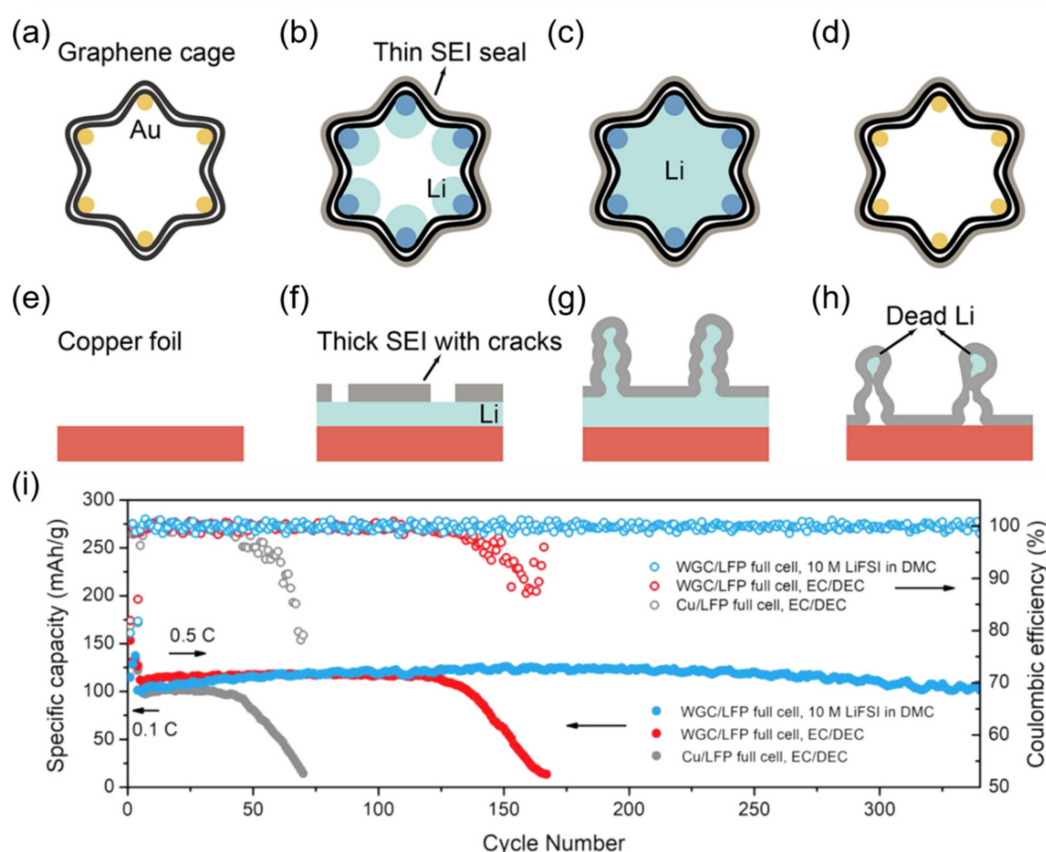 (a)
Graphene cage
Au
(b)
Thin SEI seal
Li
(c)
Li
(d)
(e)
Copper foil
(f)
Thick SEI with cracks
Li
(g)
(h)
Dead Li
(i)
Specific capacity (mAh/g)
300
250
200
150
100
50
0
0.5 C
0.1 C
WGC/LFP full cell, 10 M LiFSI in DMC
WGC/LFP full cell, EC/DEC
Cu/LFP full cell, EC/DEC
WGC/LFP full cell, 10 M LiFSI in DMC
WGC/LFP full cell, EC/DEC
Cu/LFP full cell, EC/DEC
100
90
80
70
60
50
Coulombic efficiency (%)
0 50 100 150 200 250 300
Cycle Number